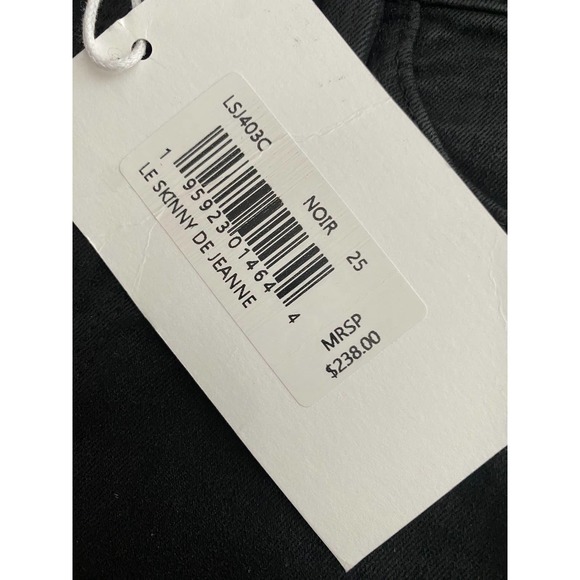 LSJ403C
NOIR 25
1 95923 01464 4
LE SKINNY DE JEANNE
MRSP
$238.00